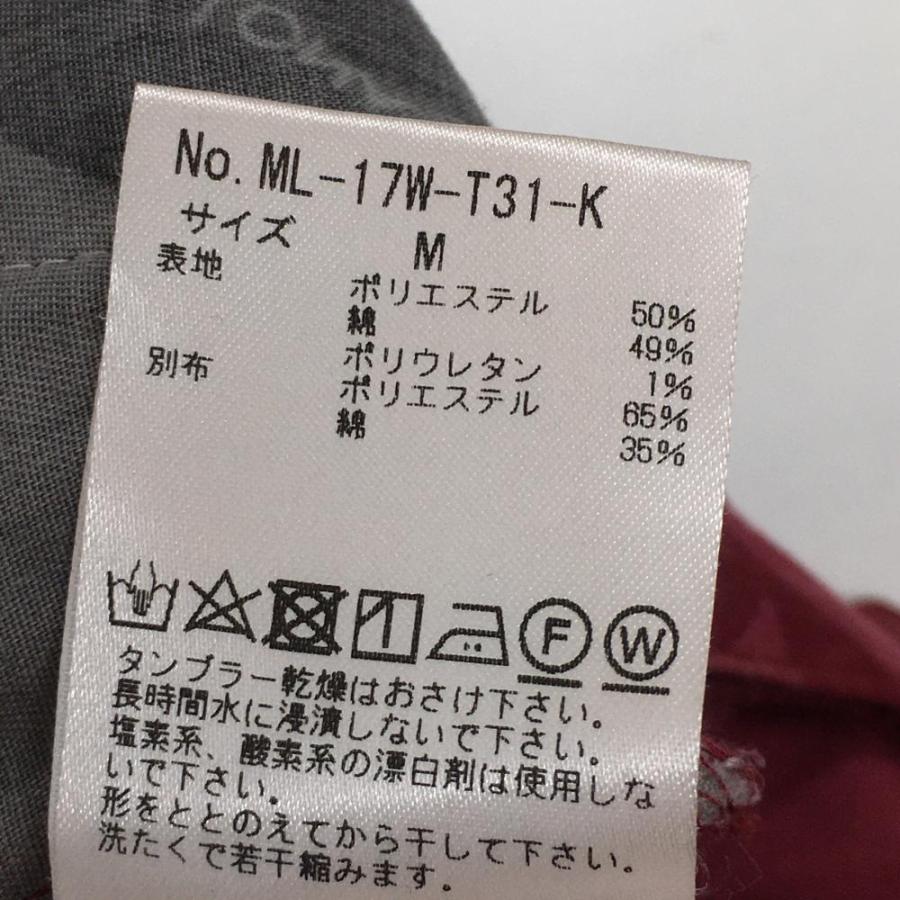 No. ML-17W-T31-K
サイズ M
表地 ポリエステル 50%
綿 49%
ポリウレタン 1%
別布 ポリエステル 65%
綿 35%
F W
タンブラー乾燥はおさけ下さい。
長時間水に浸漬しないで下さい。
塩素系、酸素系の漂白剤は使用しな
いで下さい。
形をととのえてから干して下さい。
洗たくで若干縮みます。